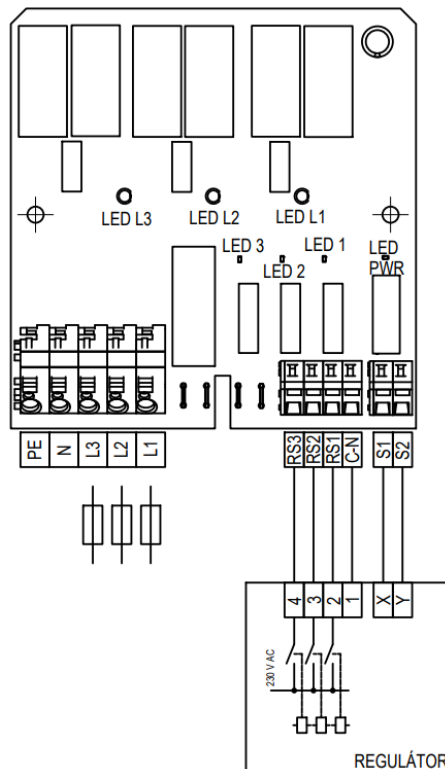 LED L3
LED L2
LED L1
LED 3
LED 2
LED 1
LED
PWR
PE
N
L3
L2
L1
RS3
RS2
RS1
C-N
S1
S2
4
3
2
1
X
Y
230 V AC
REGULÁTOR